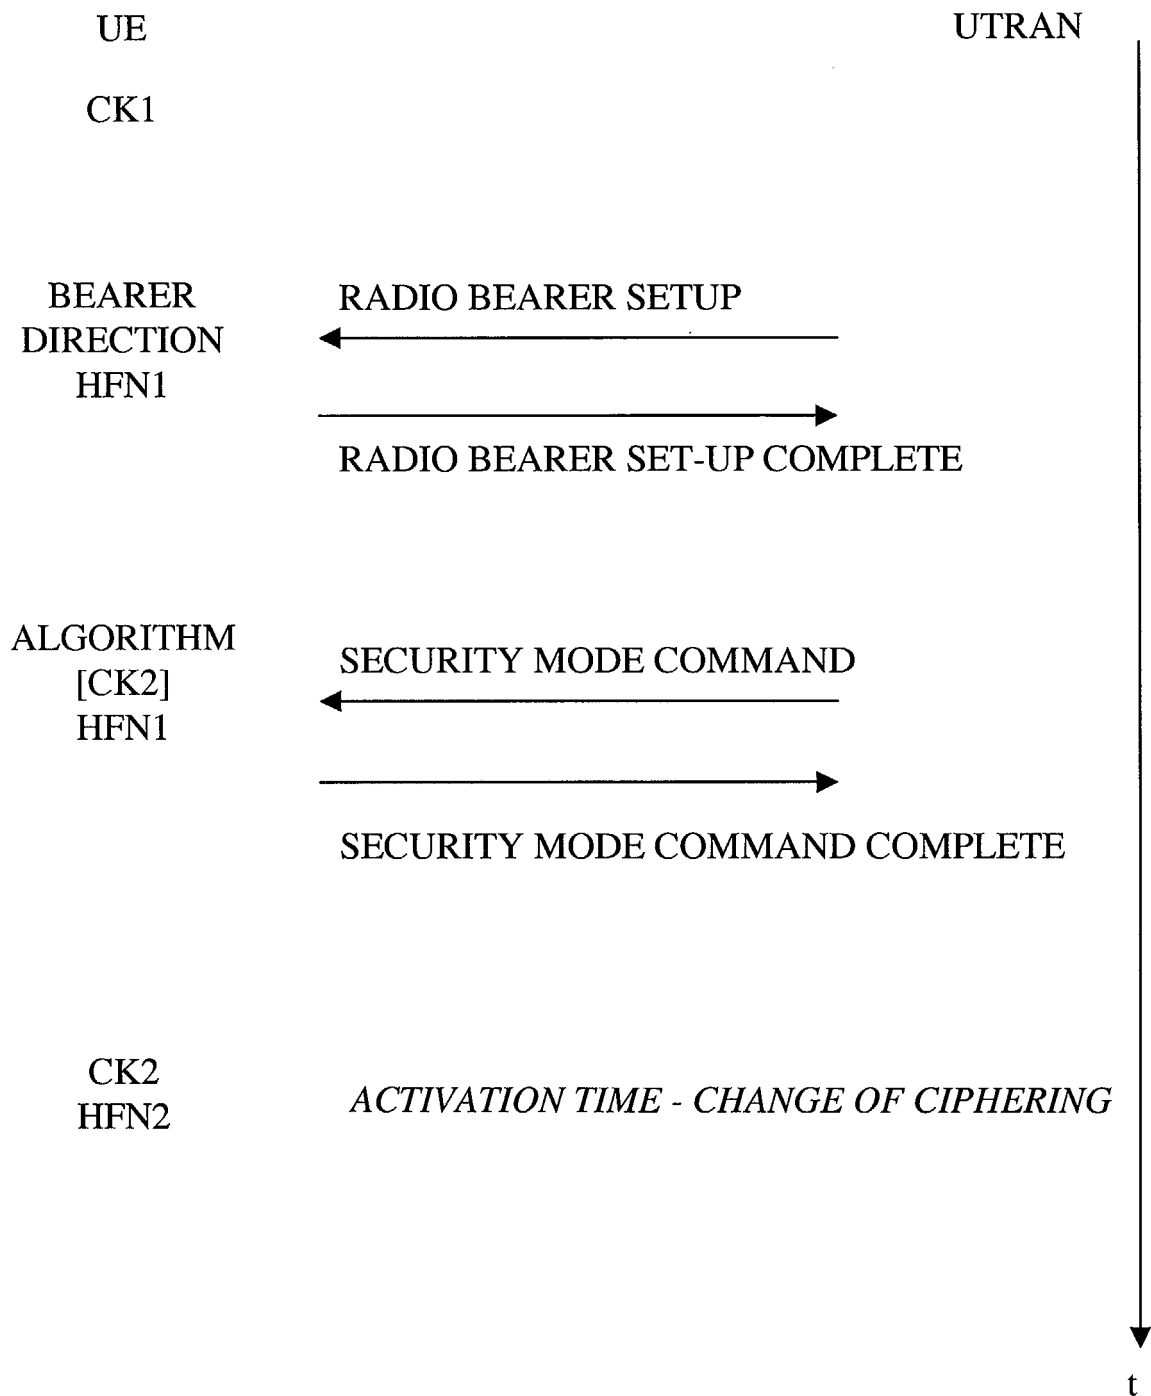 UE
UTRAN
CK1
BEARER
DIRECTION
HFN1
RADIO BEARER SETUP
RADIO BEARER SET-UP COMPLETE
ALGORITHM
[CK2]
HFN1
SECURITY MODE COMMAND
SECURITY MODE COMMAND COMPLETE
CK2
HFN2
ACTIVATION TIME - CHANGE OF CIPHERING
t